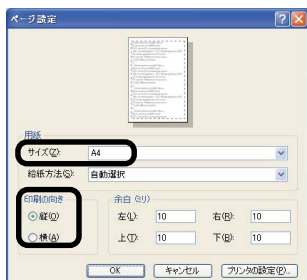 ページ設定
用紙
サイズ(Z): A4
給紙方法(S): 自動選択
印刷の向き
縦(O)
横(A)
余白(ミリ)
左(L): 10 右(R): 10
上(T): 10 下(B): 10
OK キャンセル プリンタの設定(P)...